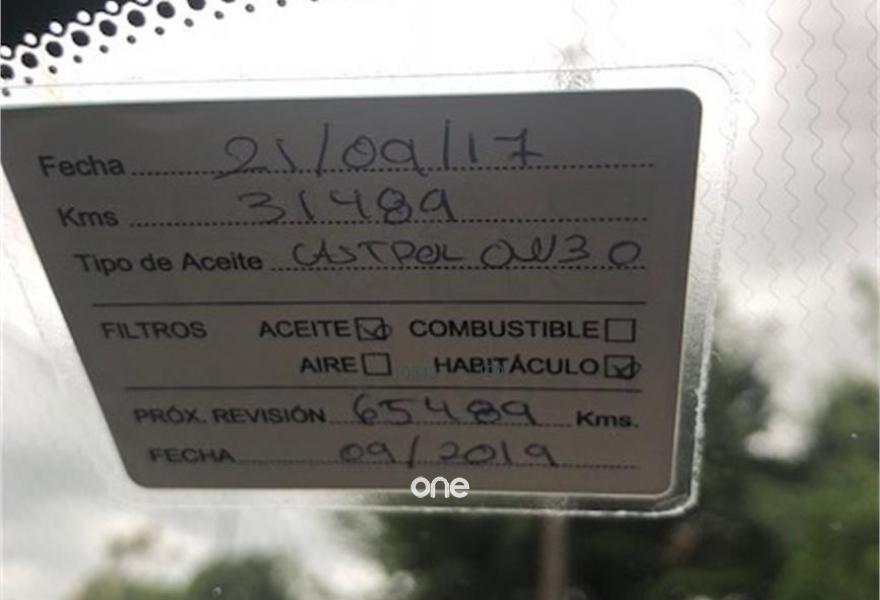 Fecha 21/09/17
Kms 31489
Tipo de Aceite CASTROL 0W30
FILTROS ACEITE COMBUSTIBLE
AIRE HABITÁCULO
PRÓX. REVISIÓN 65489 Kms.
FECHA 09/2019
one